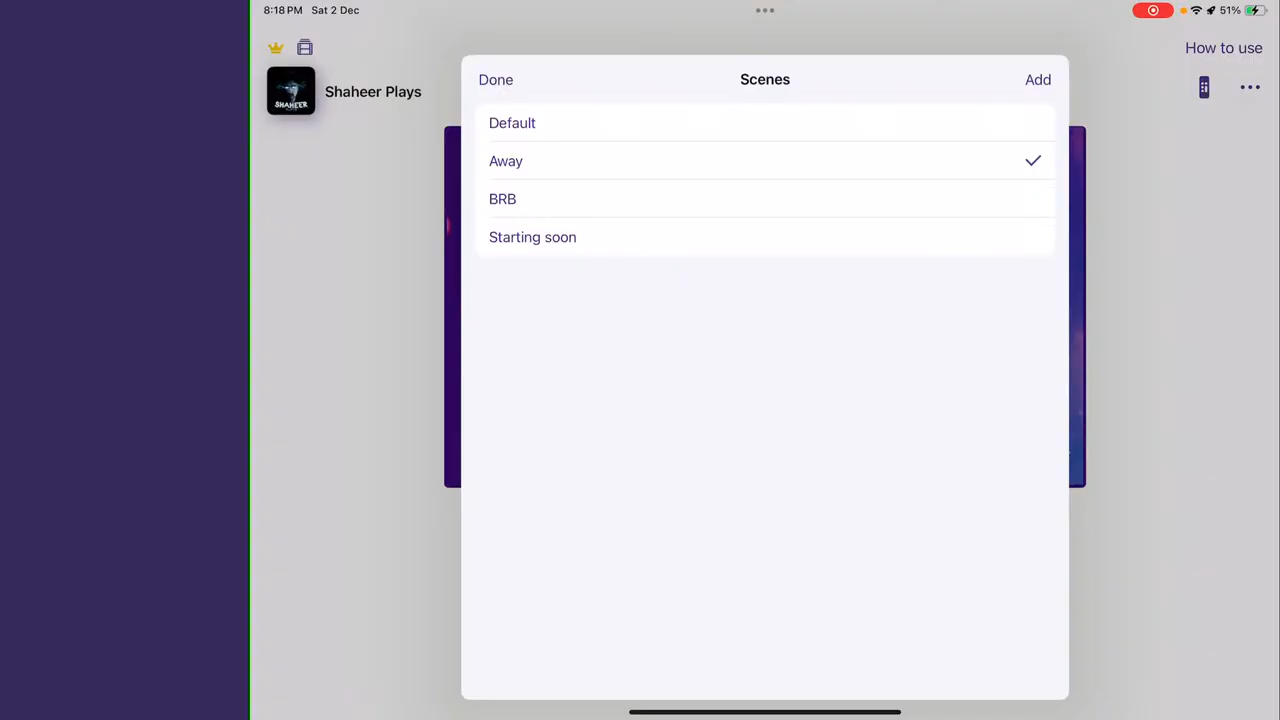 8:18 PM Sat 2 Dec
51%
How to use
SHAHEER
Shaheer Plays
Done
Scenes
Add
Default
Away
BRB
Starting soon